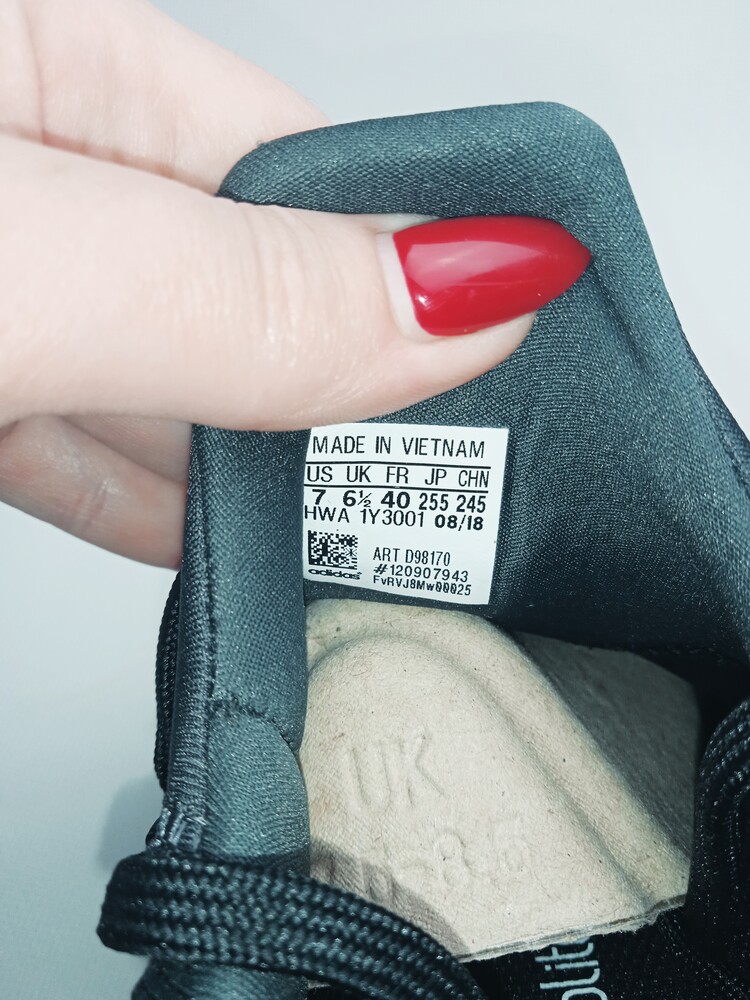 MADE IN VIETNAM
US UK FR JP CHN
7 6½ 40 255 245
HWA 1Y3001 08/18
ART D98170
#120907943
adidas
FvRVJ8Mw00025
UK